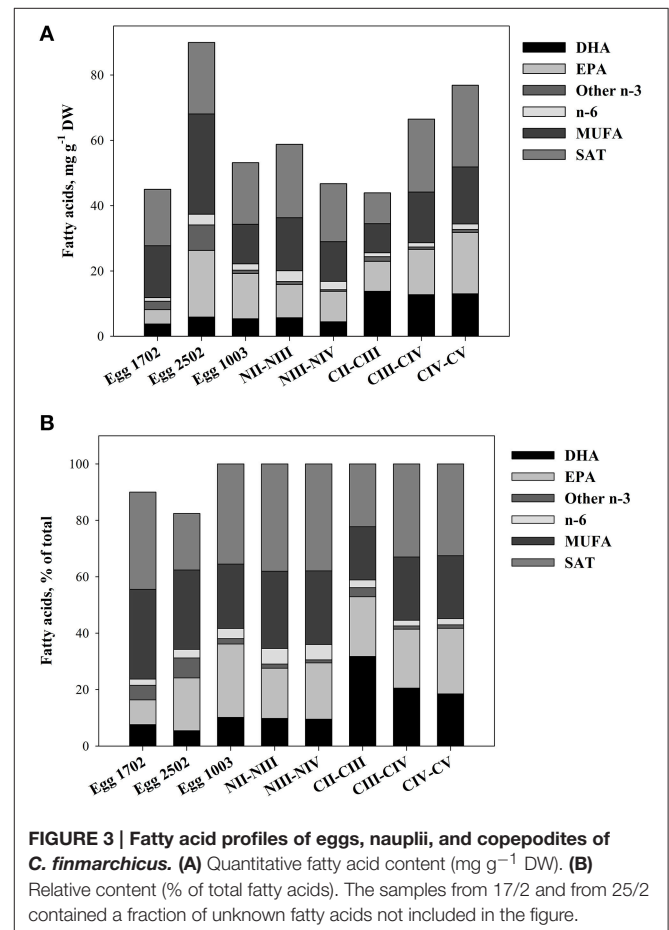 A
Fatty acids, mg g⁻¹ DW
80
60
40
20
0
Egg 1702
Egg 2502
Egg 1003
NII-NIII
NIII-NIV
CII-CIII
CIII-CIV
CIV-CV
DHA
EPA
Other n-3
n-6
MUFA
SAT
B
Fatty acids, % of total
100
80
60
40
20
0
Egg 1702
Egg 2502
Egg 1003
NII-NIII
NIII-NIV
CII-CIII
CIII-CIV
CIV-CV
DHA
EPA
Other n-3
n-6
MUFA
SAT
FIGURE 3 | Fatty acid profiles of eggs, nauplii, and copepodites of
C. finmarchicus. (A) Quantitative fatty acid content (mg g⁻¹ DW). (B)
Relative content (% of total fatty acids). The samples from 17/2 and from 25/2
contained a fraction of unknown fatty acids not included in the figure.